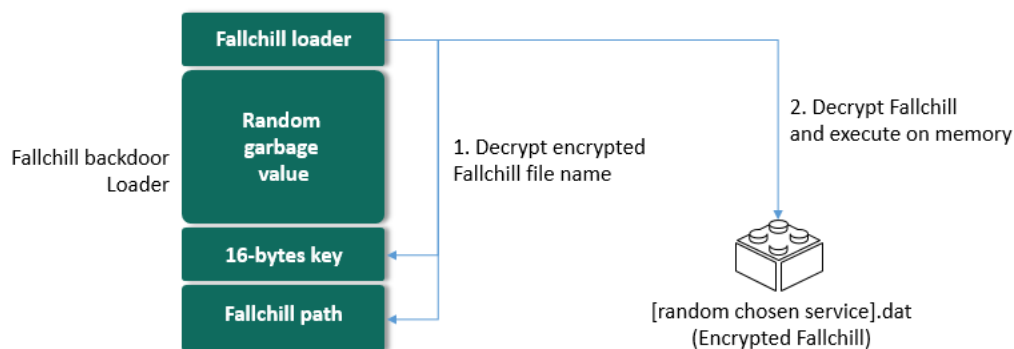 Fallchill loader
Random
garbage
value
Fallchill backdoor
Loader
16-bytes key
Fallchill path
1. Decrypt encrypted
Fallchill file name
2. Decrypt Fallchill
and execute on memory
[random chosen service].dat
(Encrypted Fallchill)